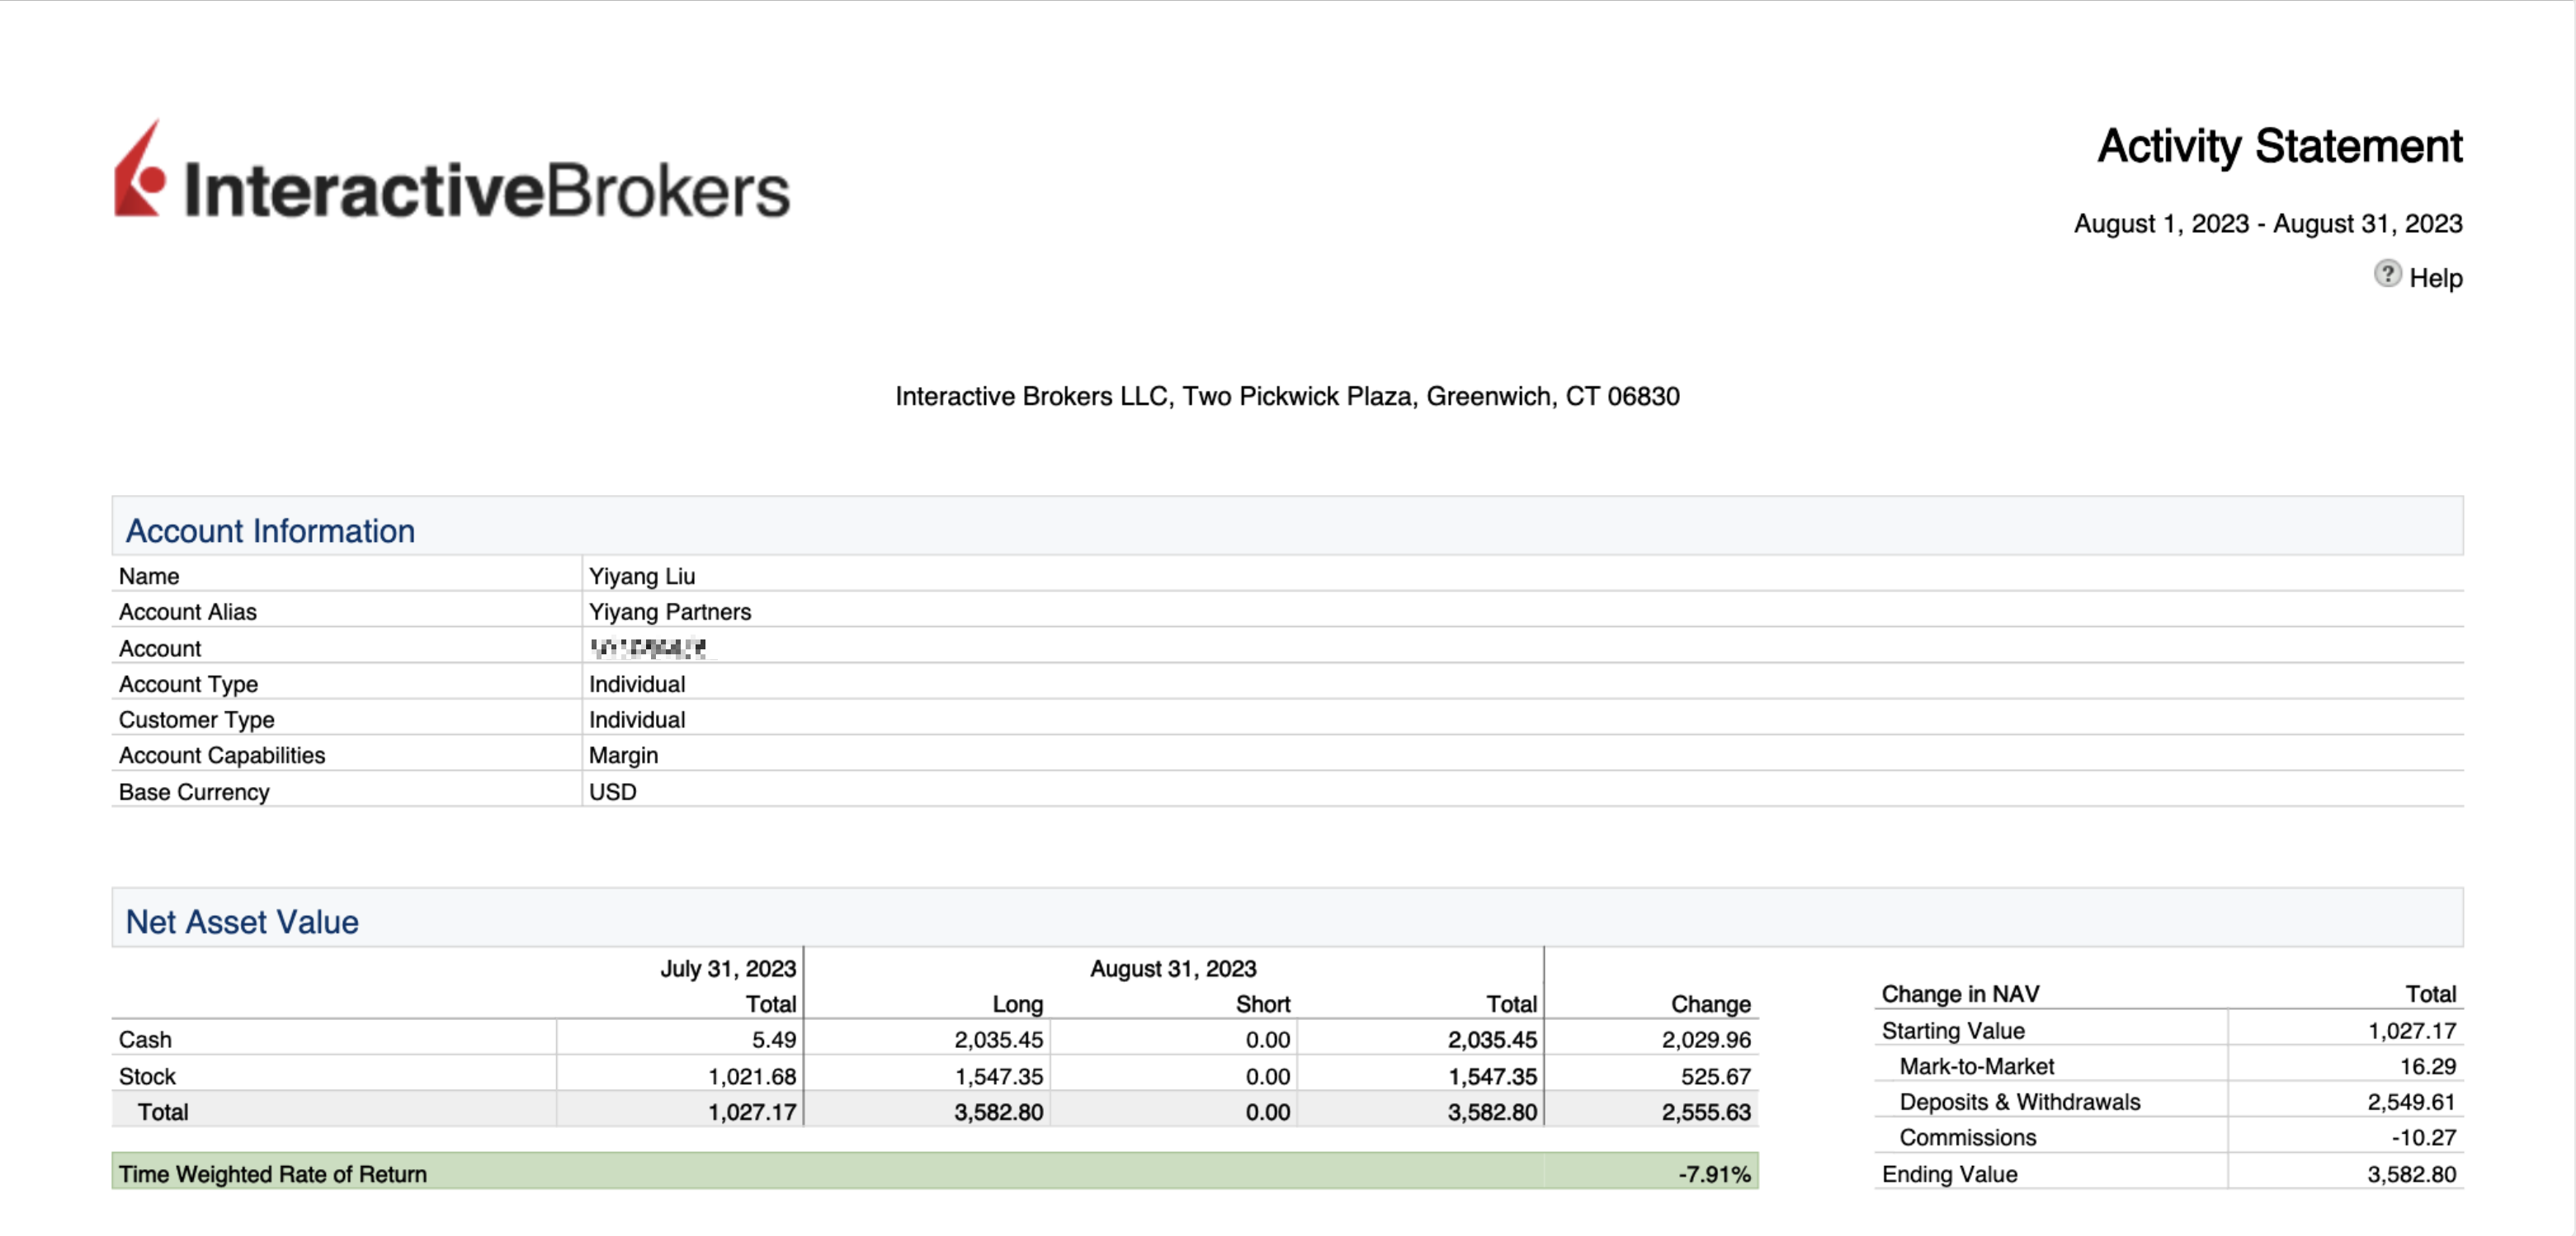 InteractiveBrokers
Activity Statement
August 1, 2023 - August 31, 2023
? Help
Interactive Brokers LLC, Two Pickwick Plaza, Greenwich, CT 06830
Account Information
Name Yiyang Liu
Account Alias Yiyang Partners
Account
Account Type Individual
Customer Type Individual
Account Capabilities Margin
Base Currency USD
Net Asset Value
July 31, 2023 August 31, 2023
Total Long Short Total Change
Cash 5.49 2,035.45 0.00 2,035.45 2,029.96
Stock 1,021.68 1,547.35 0.00 1,547.35 525.67
Total 1,027.17 3,582.80 0.00 3,582.80 2,555.63
Time Weighted Rate of Return -7.91%
Change in NAV Total
Starting Value 1,027.17
Mark-to-Market 16.29
Deposits & Withdrawals 2,549.61
Commissions -10.27
Ending Value 3,582.80